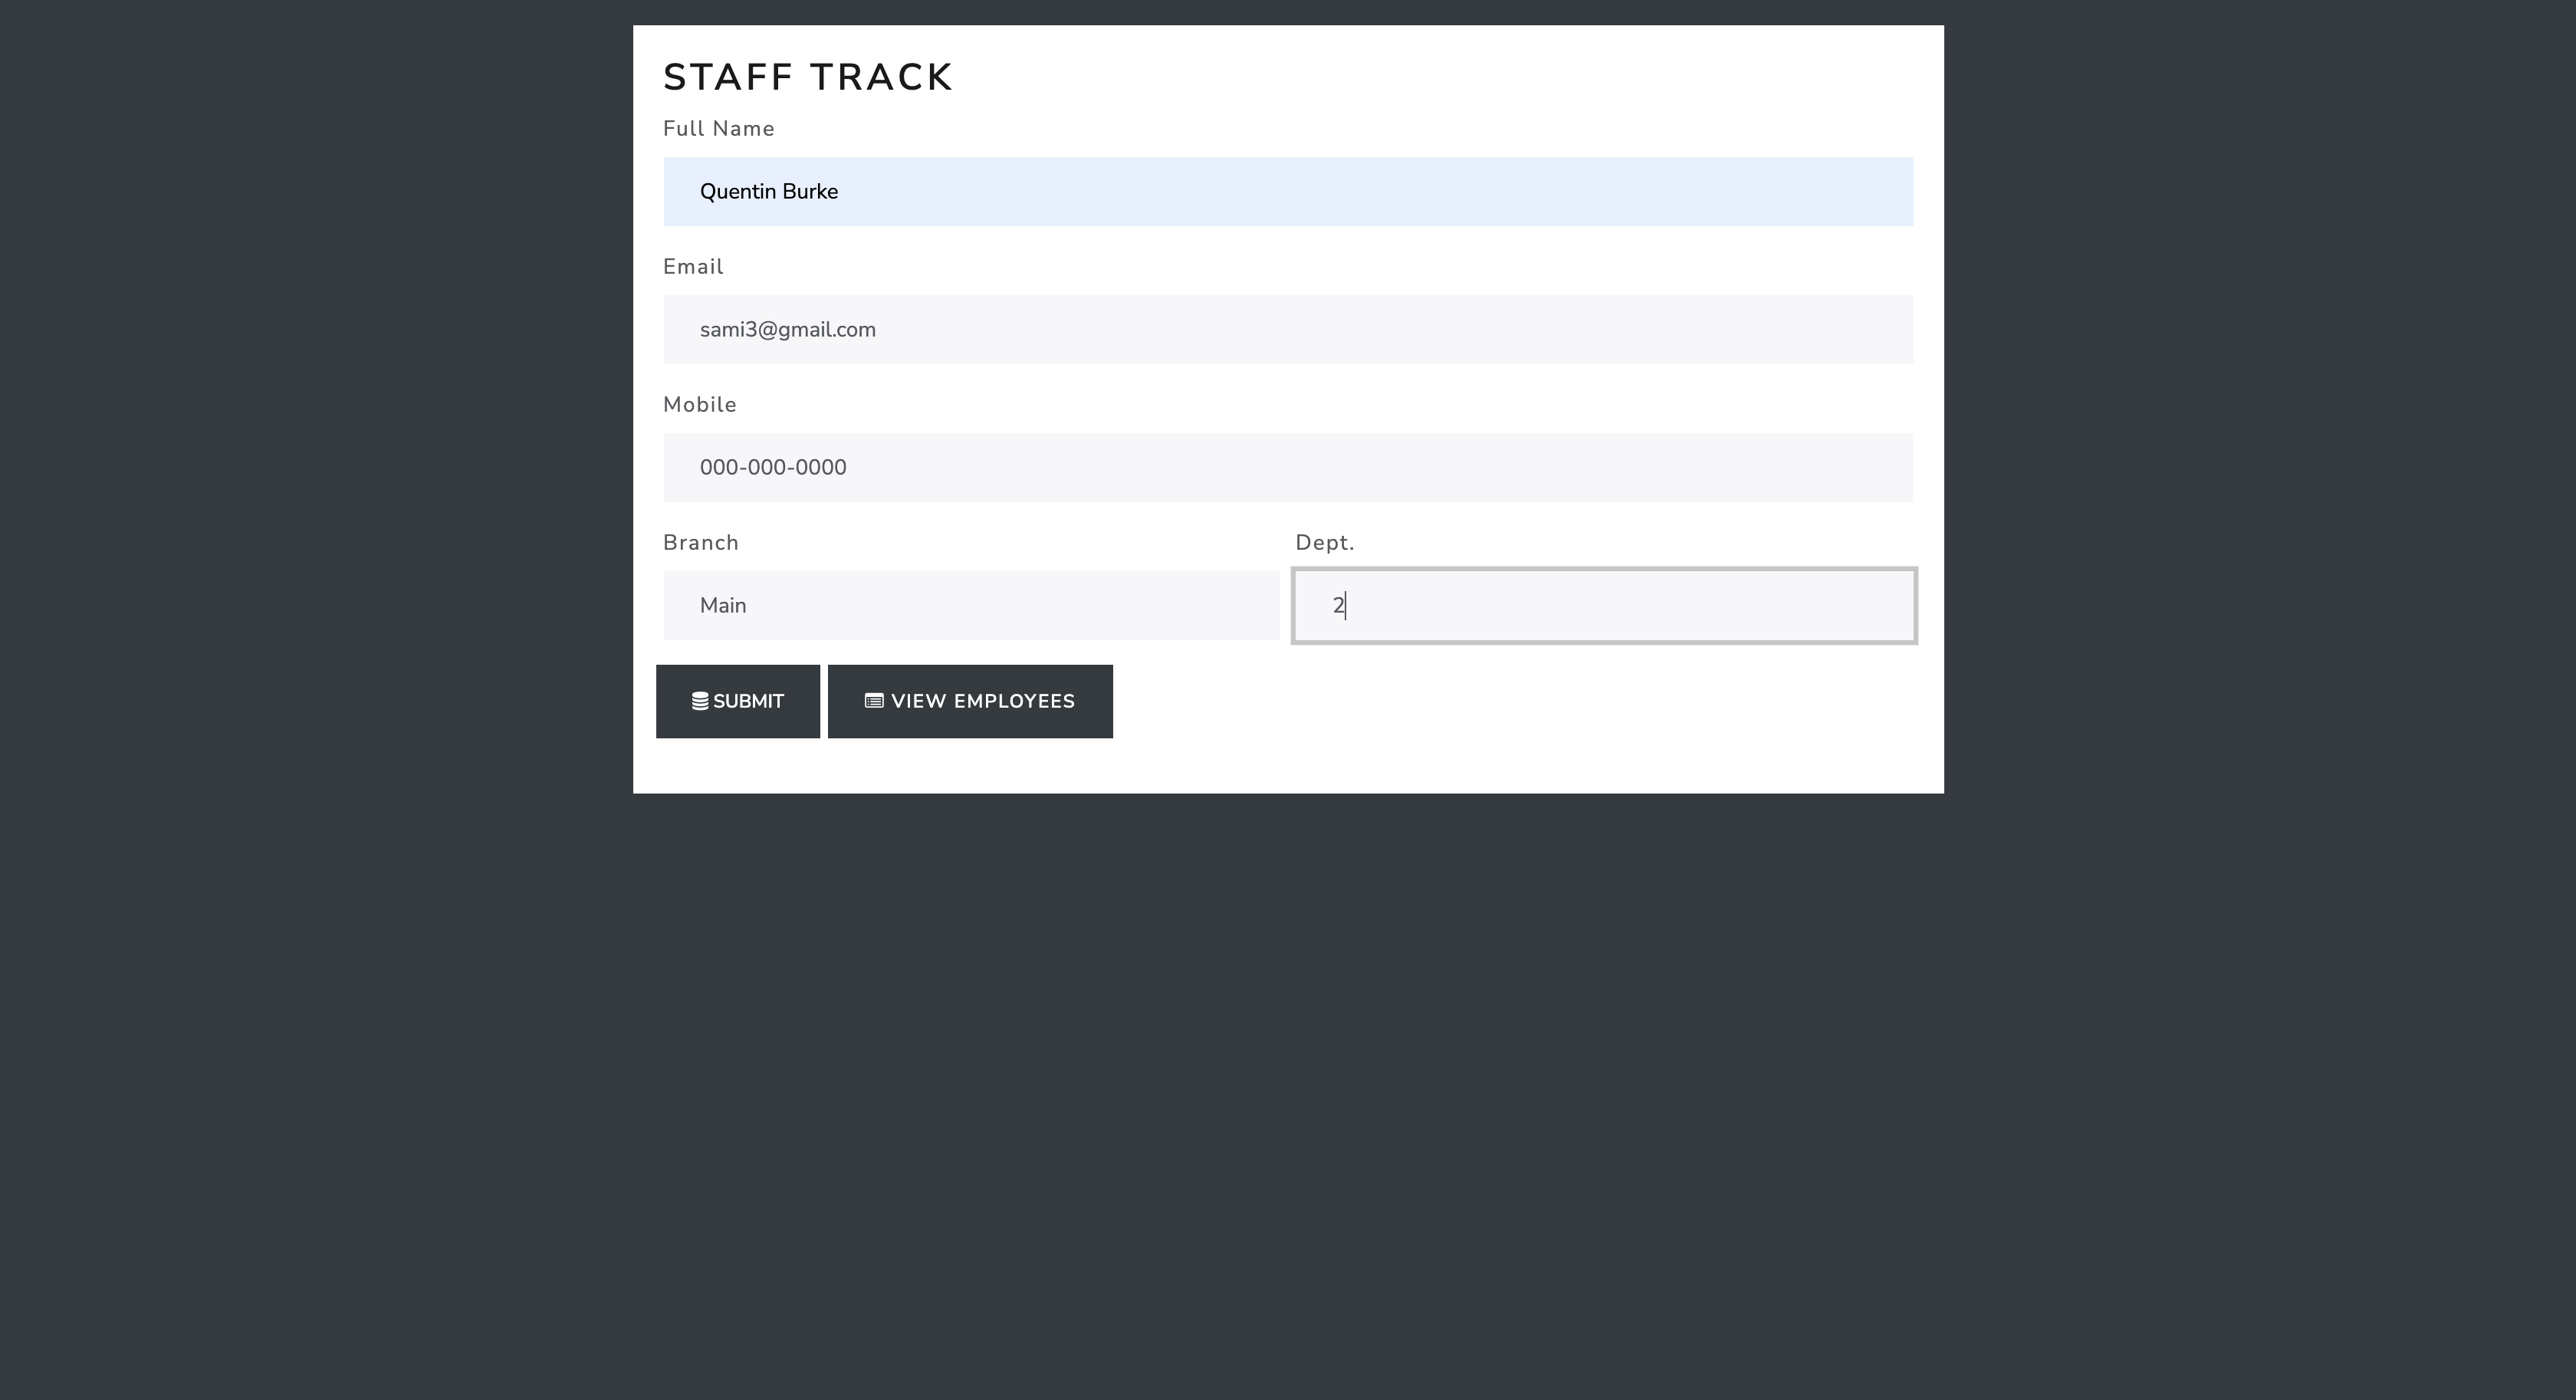 STAFF TRACK
Full Name
Quentin Burke
Email
sami3@gmail.com
Mobile
000-000-0000
Branch
Dept.
Main
2
SUBMIT
VIEW EMPLOYEES